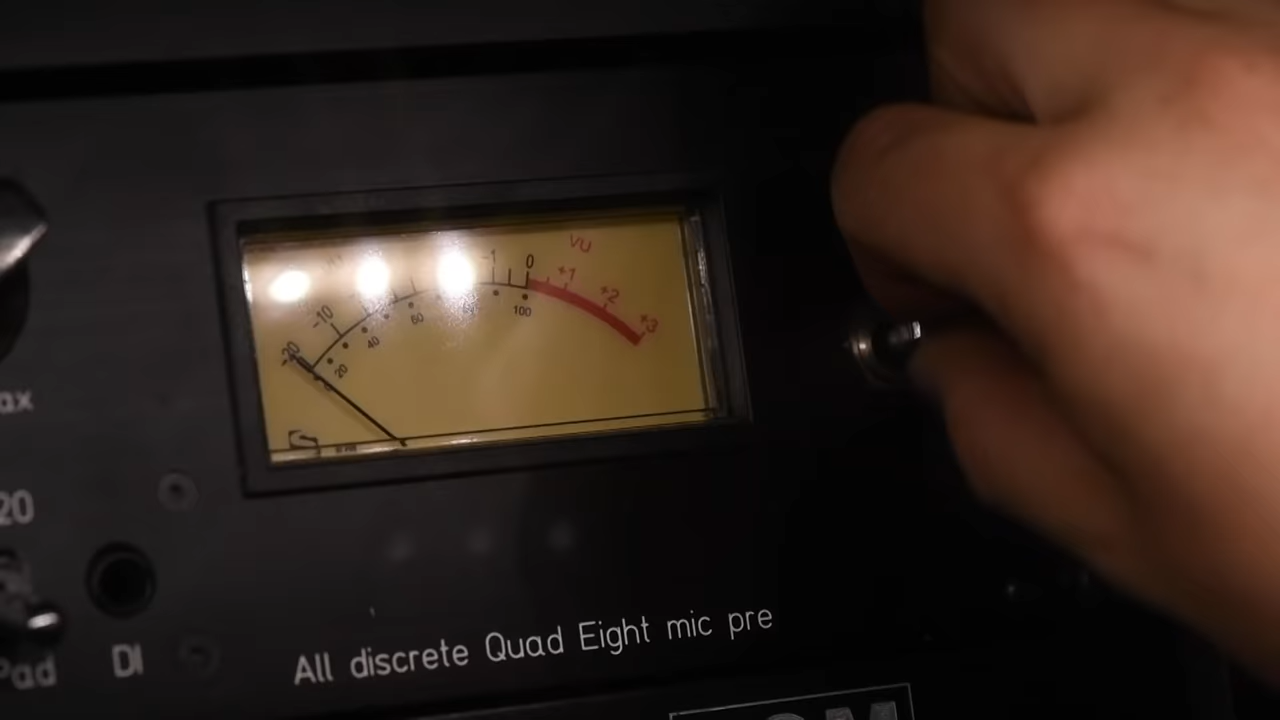 VU
-1 0 +1 +2 +3
-20 -10
20 40 60 100
ax
20
Pad
DI
All discrete Quad Eight mic pre